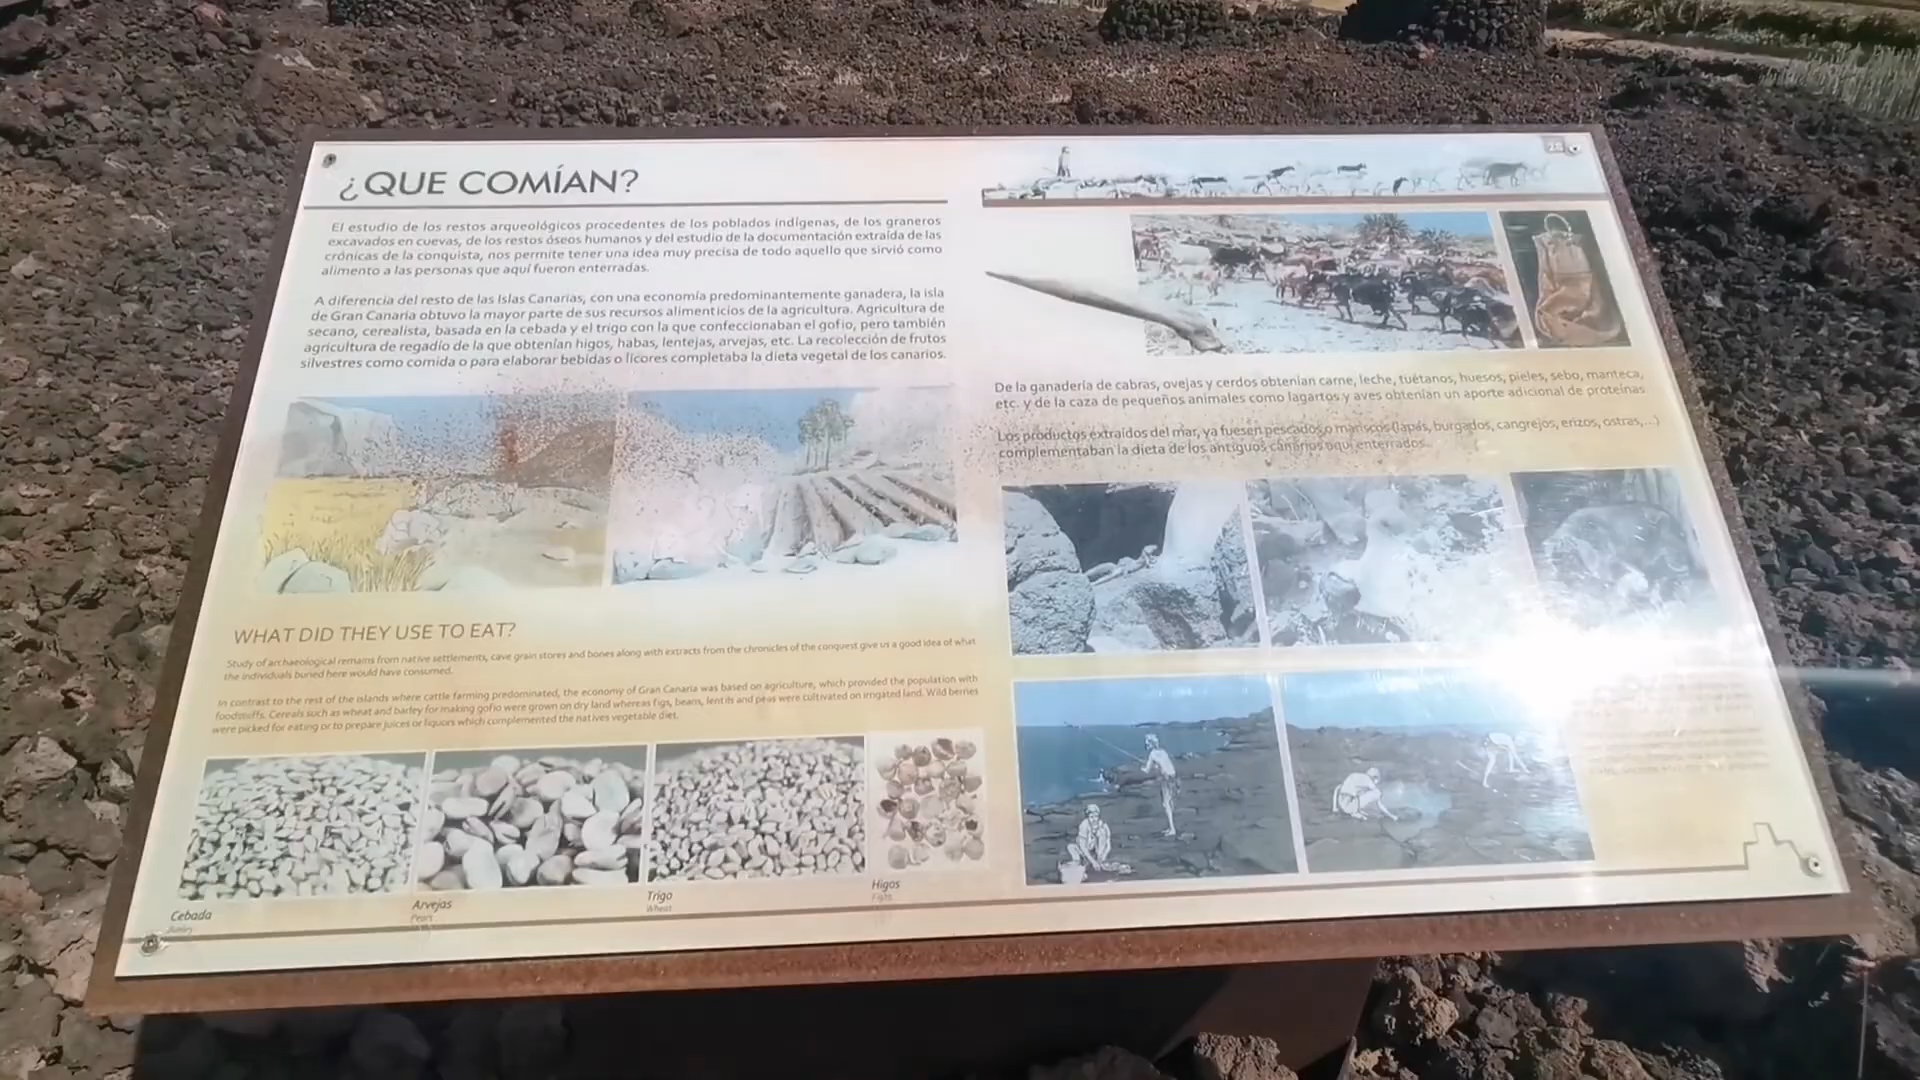 ¿QUE COMÍAN?
El estudio de los restos arqueológicos procedentes de los poblados indígenas, de los graneros
excavados en cuevas, de los restos óseos humanos y del estudio de la documentación extraída de las
crónicas de la conquista, nos permite tener una idea muy precisa de todo aquello que sirvió como
alimento a las personas que aquí fueron enterradas.
A diferencia del resto de las Islas Canarias, con una economía predominantemente ganadera, la isla
de Gran Canaria obtuvo la mayor parte de sus recursos alimenticios de la agricultura. Agricultura de
secano, cerealista, basada en la cebada y el trigo con la que confeccionaban el gofio, pero también
agricultura de regadío de la que obtenían higos, habas, lentejas, arvejas, etc. La recolección de frutos
silvestres como comida o para elaborar bebidas o licores completaba la dieta vegetal de los canarios.
WHAT DID THEY USE TO EAT?
Study of archaeological remains from native settlements, cave grain stores and bones along with extracts from the chronicles of the conquest give us a good idea of what
the individuals buried here would have consumed.
In contrast to the rest of the islands where cattle farming predominated, the economy of Gran Canaria was based on agriculture, which provided the population with
foodstuffs. Cereals such as wheat and barley for making gofio were grown on dry land whereas figs, beans, lentils and peas were cultivated on irrigated land. Wild berries
were picked for eating or to prepare juices or liquors which complemented the natives vegetable diet.
Cebada
Barley
Arvejas
Pears
Trigo
Wheat
Higos
28
De la ganadería de cabras, ovejas y cerdos obtenían carne, leche, tuétanos, huesos, pieles, sebo, manteca,
etc. y de la caza de pequeños animales como lagartos y aves obtenían un aporte adicional de proteínas
Los productos extraídos del mar, ya fuesen pescados o mariscos (lapas, burgados, cangrejos, erizos, ostras,...)
complementaban la dieta de los antiguos canarios aquí enterrados.